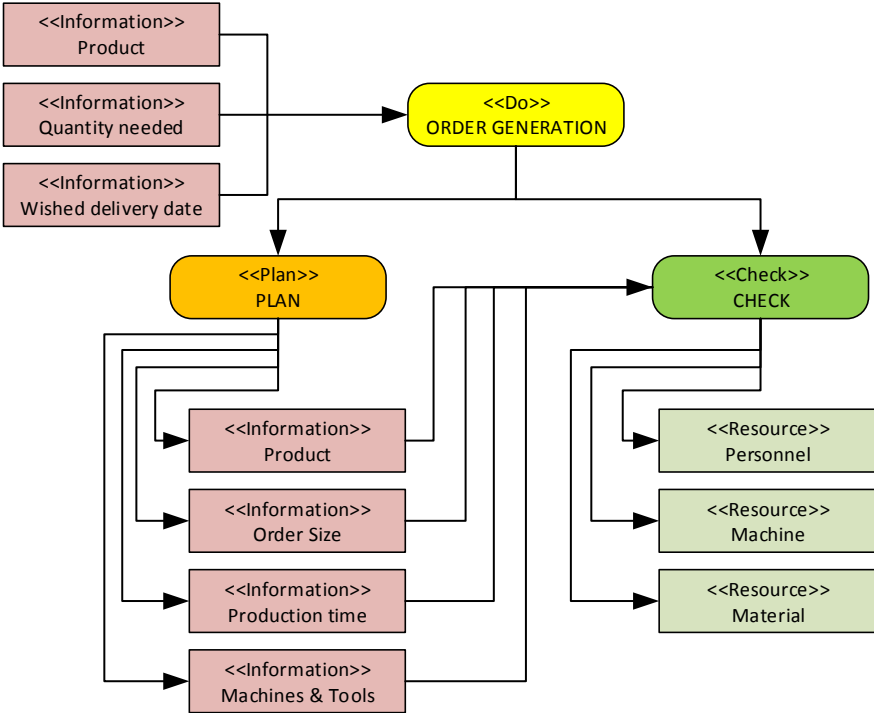 <<Information>>
Product
<<Information>>
Quantity needed
<<Information>>
Wished delivery date
<<Do>>
ORDER GENERATION
<<Plan>>
PLAN
<<Check>>
CHECK
<<Information>>
Product
<<Information>>
Order Size
<<Information>>
Production time
<<Information>>
Machines & Tools
<<Resource>>
Personnel
<<Resource>>
Machine
<<Resource>>
Material